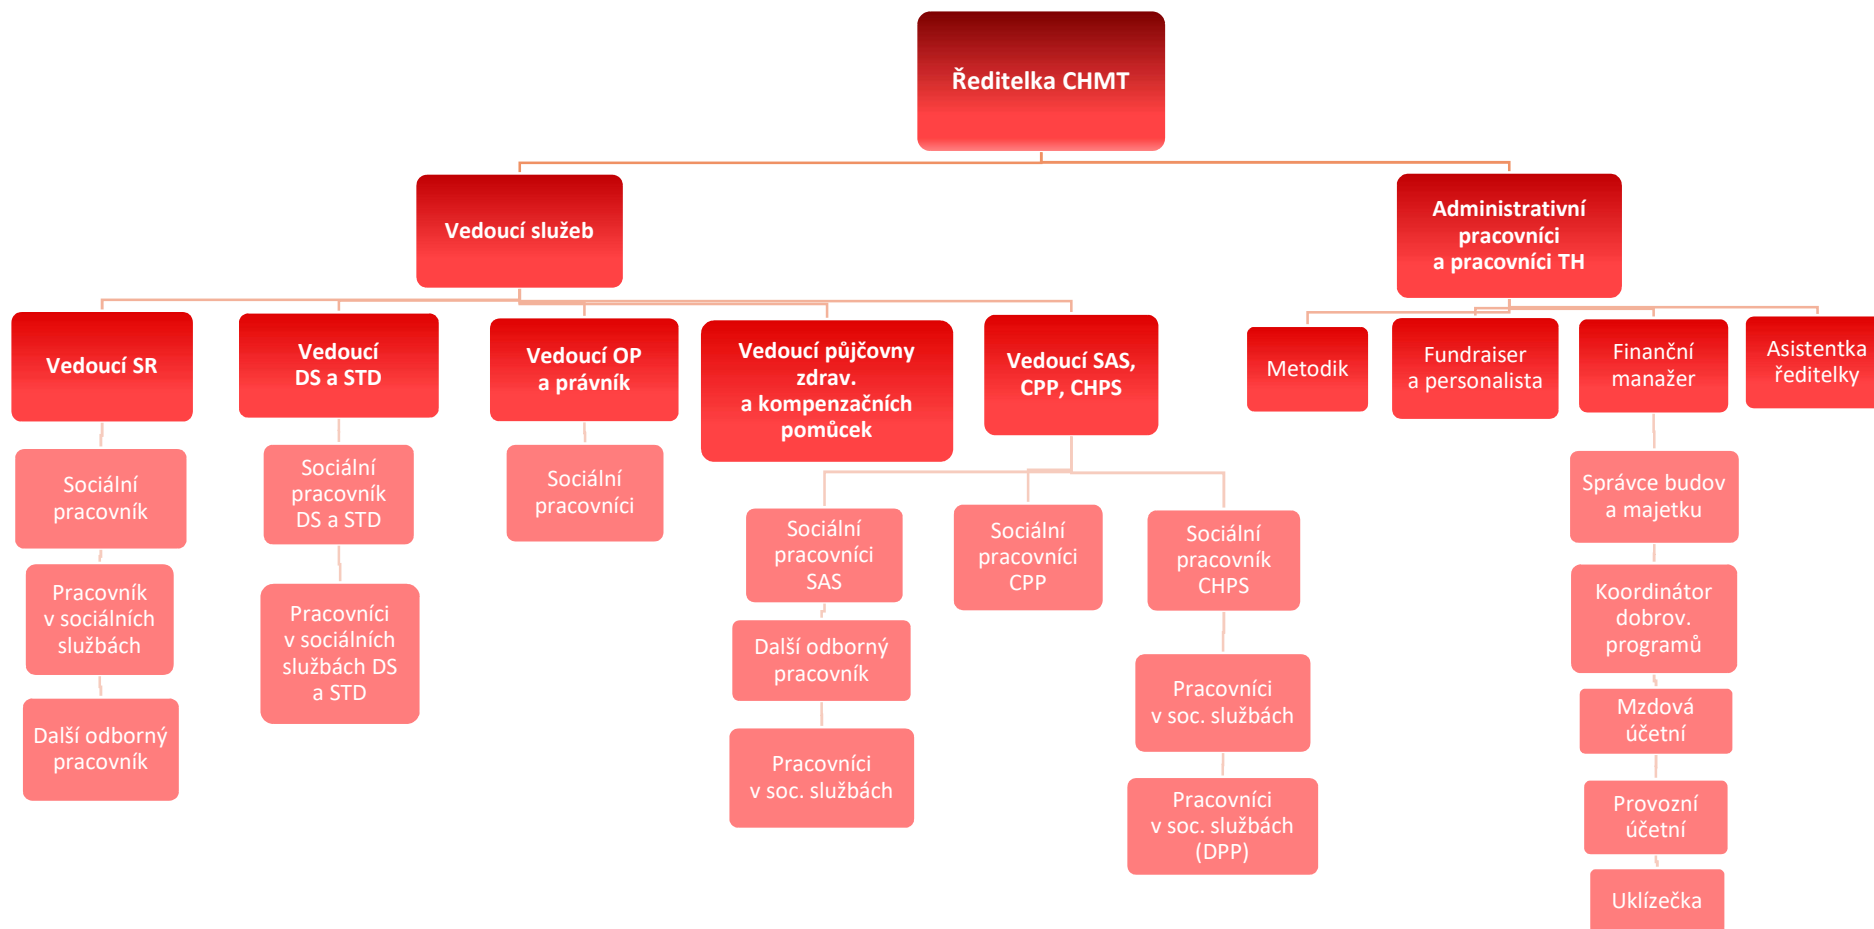 Ředitelka CHMT
Vedoucí služeb
Administrativní
pracovníci
a pracovníci TH
Vedoucí SR
Vedoucí
DS a STD
Vedoucí OP
a právník
Vedoucí půjčovny
zdrav.
a kompenzačních
pomůcek
Vedoucí SAS,
CPP, CHPS
Metodik
Fundraiser
a personalista
Finanční
manažer
Asistentka
ředitelky
Sociální
pracovník
Pracovník
v sociálních
službách
Další odborný
pracovník
Sociální
pracovník
DS a STD
Pracovníci
v sociálních
službách DS
a STD
Sociální
pracovníci
Sociální
pracovníci
SAS
Další odborný
pracovník
Pracovníci
v soc. službách
Sociální
pracovníci
CPP
Sociální
pracovník
CHPS
Pracovníci
v soc. službách
Pracovníci
v soc. službách
(DPP)
Správce budov
a majetku
Koordinátor
dobrov.
programů
Mzdová
účetní
Provozní
účetní
Uklízečka